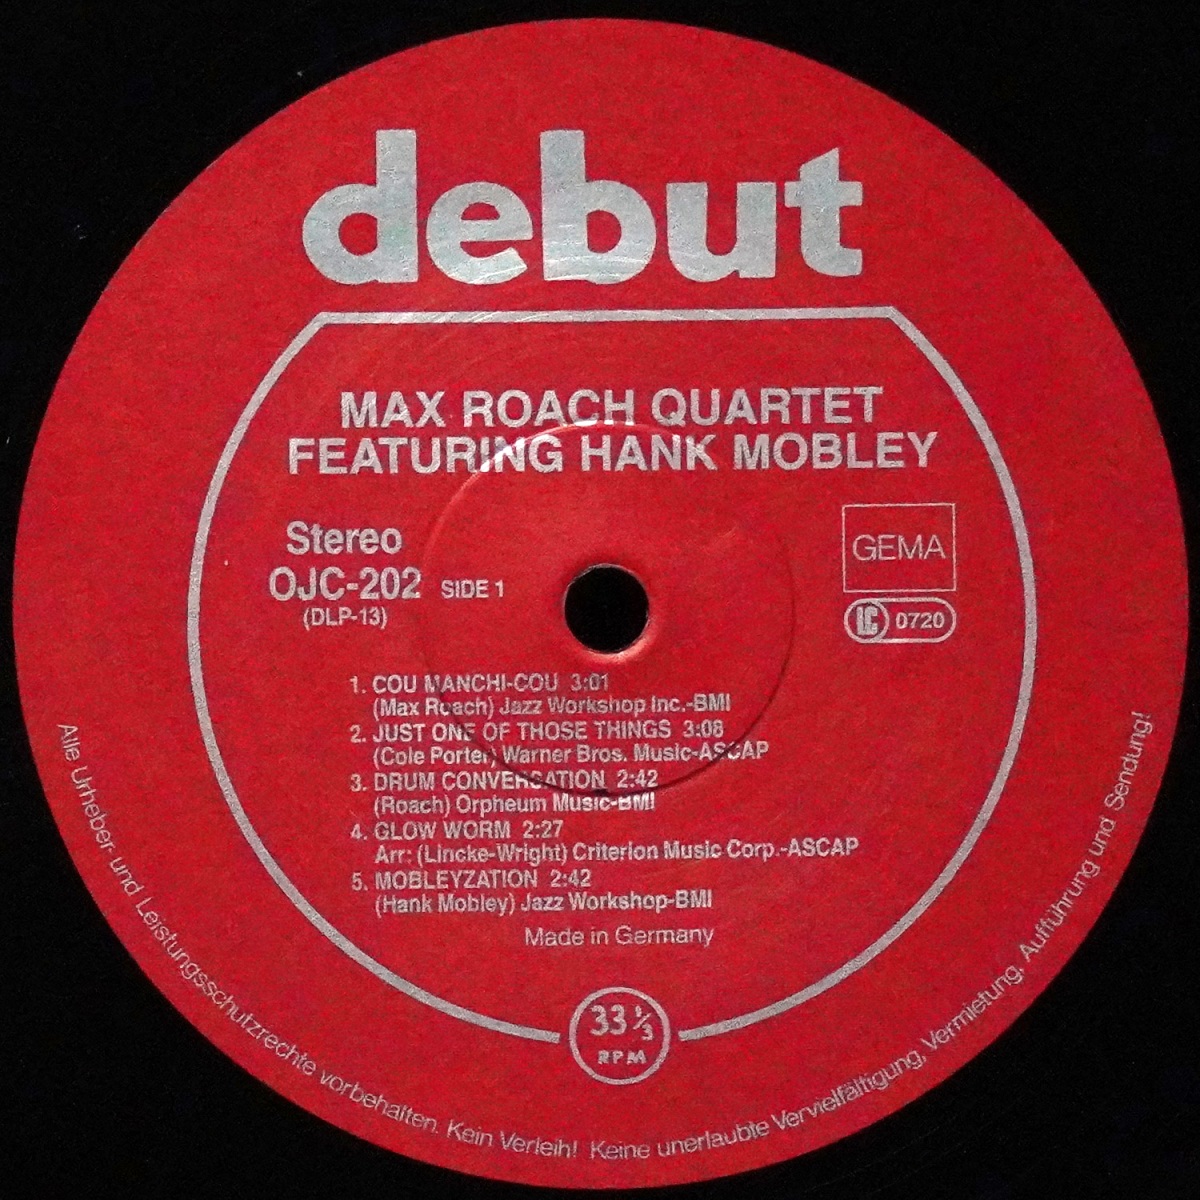 debut
MAX ROACH QUARTET
FEATURING HANK MOBLEY
Stereo
OJC-202 SIDE 1
(DLP-13)
GEMA
LC 0720
1. COU MANCHI-COU 3:01
(Max Roach) Jazz Workshop Inc.-BMI
2. JUST ONE OF THOSE THINGS 3:08
(Cole Porter) Warner Bros. Music-ASCAP
3. DRUM CONVERSATION 2:42
(Roach) Orpheum Music-BMI
4. GLOW WORM 2:27
Arr: (Lincke-Wright) Criterion Music Corp.-ASCAP
5. MOBLEYZATION 2:42
(Hank Mobley) Jazz Workshop-BMI
Made in Germany
33 1/3
RPM
Alle Urheber- und Leistungsschutzrechte vorbehalten. Kein Verleih! Keine unerlaubte Vervielfältigung, Vermietung, Aufführung und Sendung!